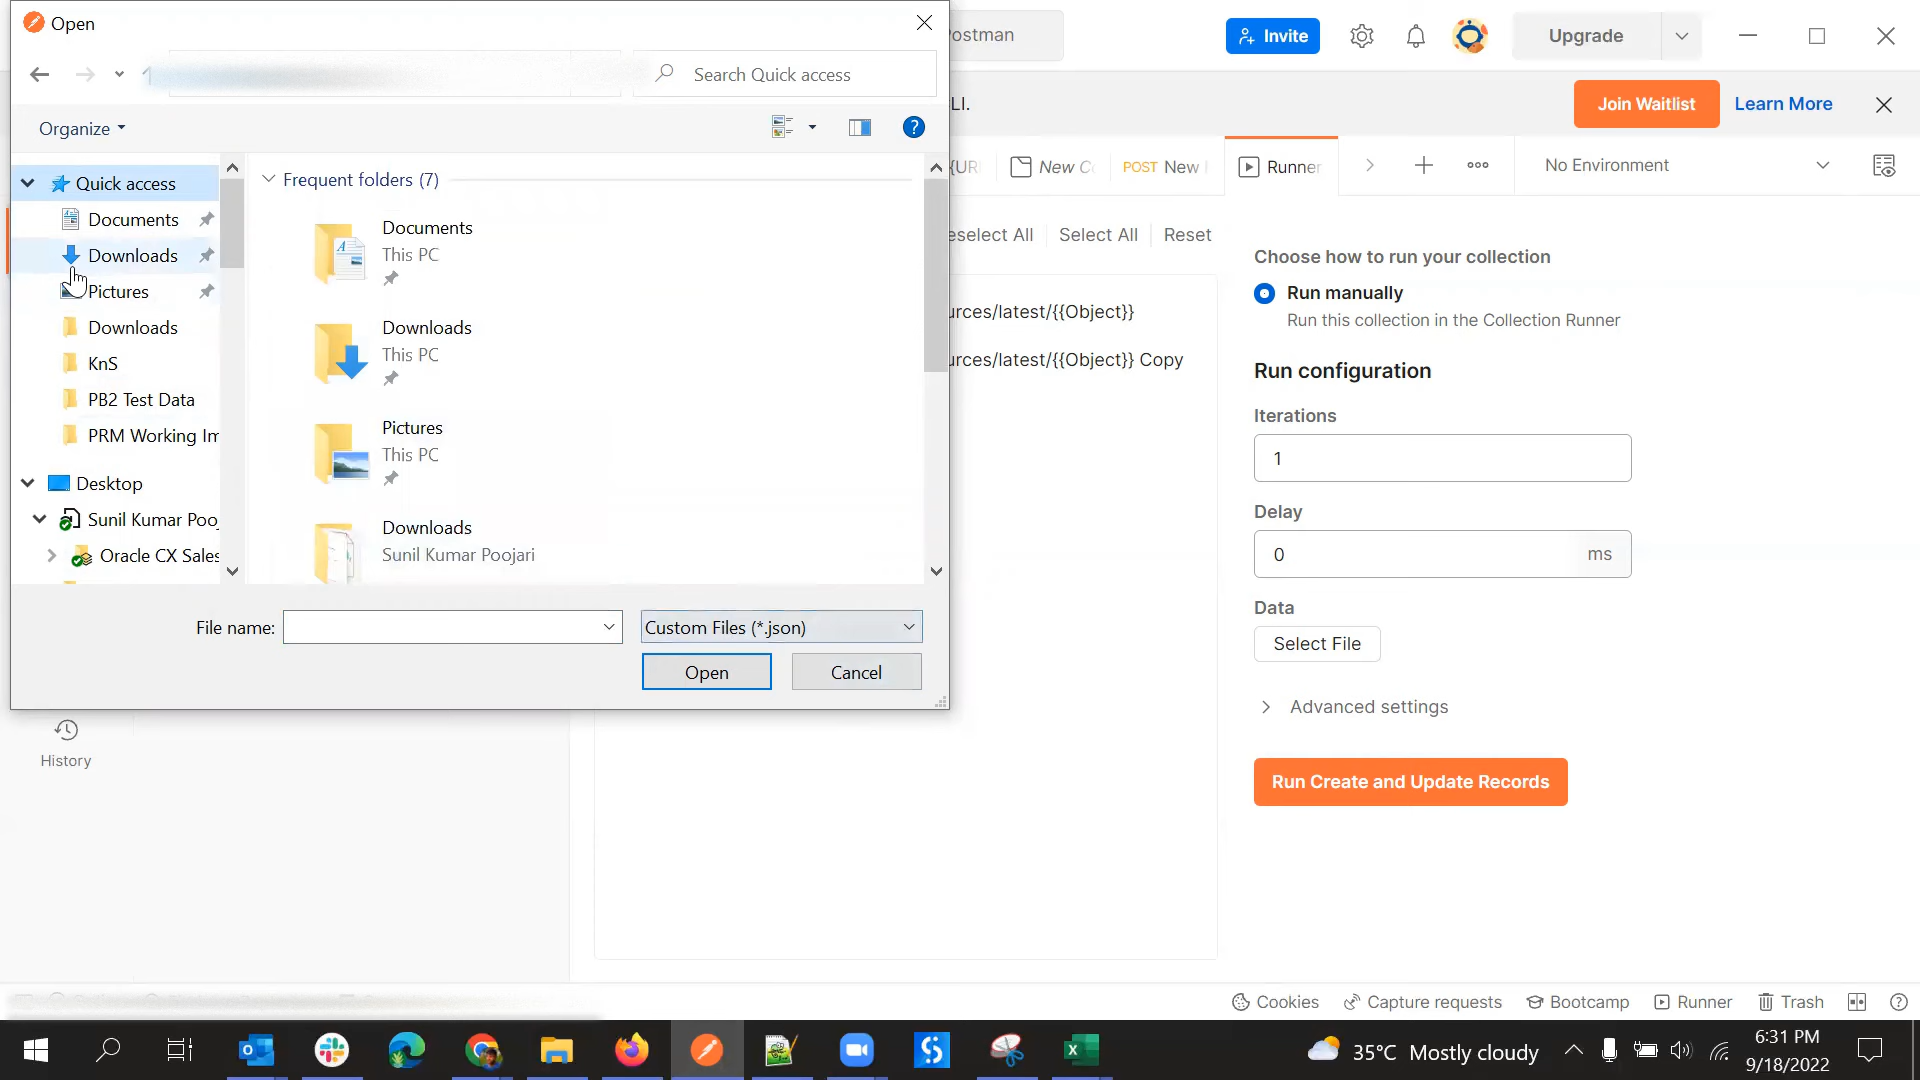 Open
Search Quick access
Organize
Quick access
Documents
Downloads
Pictures
Downloads
KnS
PB2 Test Data
PRM Working Im
Desktop
Sunil Kumar Pooj
Oracle CX Sales
Frequent folders (7)
Documents
This PC
Downloads
This PC
Pictures
This PC
Downloads
Sunil Kumar Poojari
File name:
Custom Files (*.json)
Open
Cancel
History
ostman
Invite
Upgrade
LI.
Join Waitlist
Learn More
{UR
New Co
POST New
Runner
No Environment
eselect All
Select All
Reset
urces/latest/{{Object}}
urces/latest/{{Object}} Copy
Choose how to run your collection
Run manually
Run this collection in the Collection Runner
Run configuration
Iterations
1
Delay
0
ms
Data
Select File
Advanced settings
Run Create and Update Records
Cookies
Capture requests
Bootcamp
Runner
Trash
35°C Mostly cloudy
6:31 PM
9/18/2022